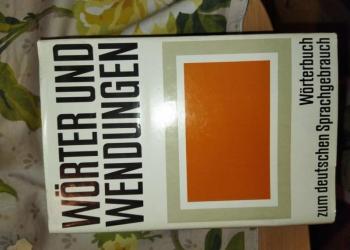 WÖRTER UND
WENDUNGEN
Wörterbuch
zum deutschen Sprachgebrauch